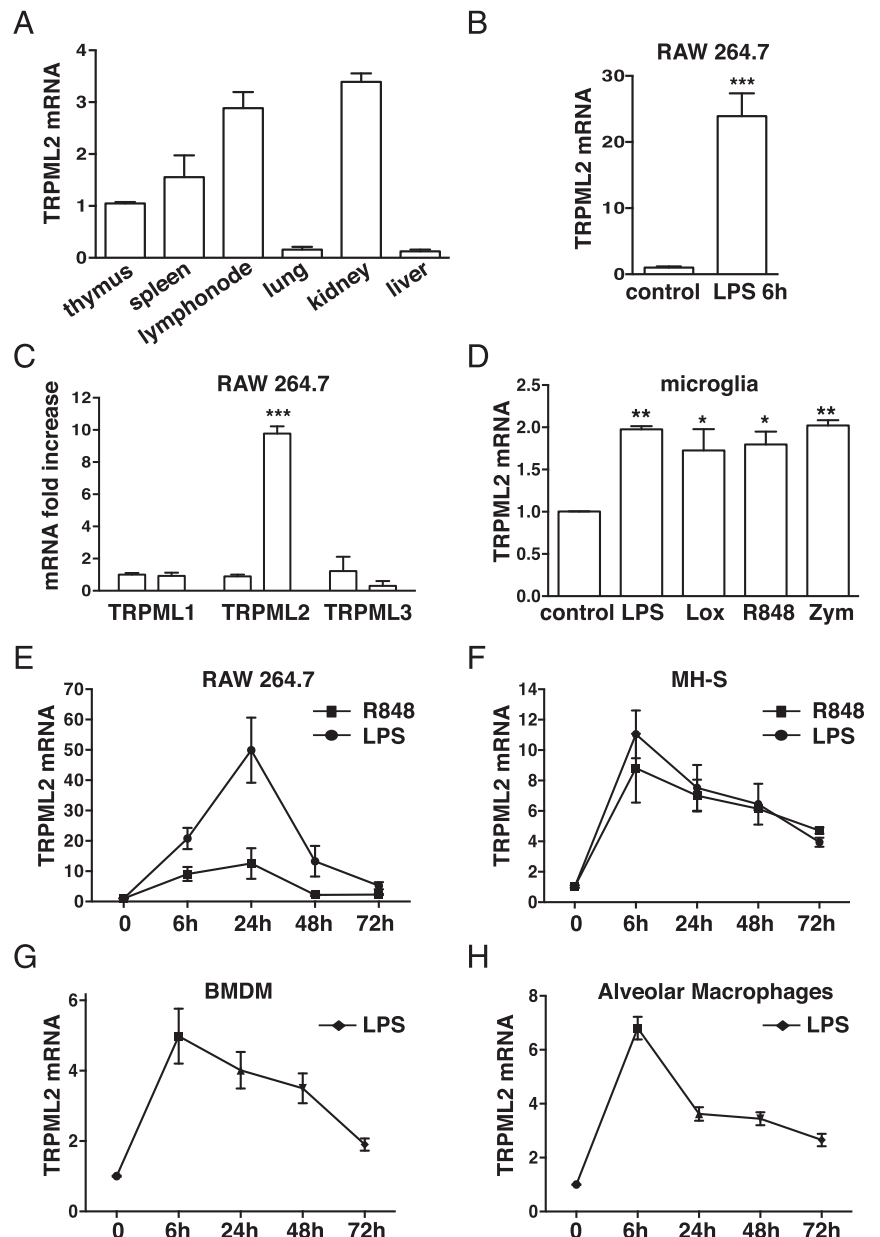 A
TRPML2 mRNA
4
3
2
1
0
thymus
spleen
lymphonode
lung
kidney
liver
B
RAW 264.7
TRPML2 mRNA
30
20
10
0
***
control
LPS 6h
C
RAW 264.7
mRNA fold increase
12
10
8
6
4
2
0
***
TRPML1
TRPML2
TRPML3
D
microglia
TRPML2 mRNA
2.5
2.0
1.5
1.0
0.5
0.0
**
*
*
**
control
LPS
Lox
R848
Zym
E
RAW 264.7
TRPML2 mRNA
70
60
50
40
30
20
10
0
R848
LPS
0
6h
24h
48h
72h
F
MH-S
TRPML2 mRNA
14
12
10
8
6
4
2
0
R848
LPS
0
6h
24h
48h
72h
G
BMDM
TRPML2 mRNA
6
4
2
0
LPS
0
6h
24h
48h
72h
H
Alveolar Macrophages
TRPML2 mRNA
8
6
4
2
0
LPS
0
6h
24h
48h
72h